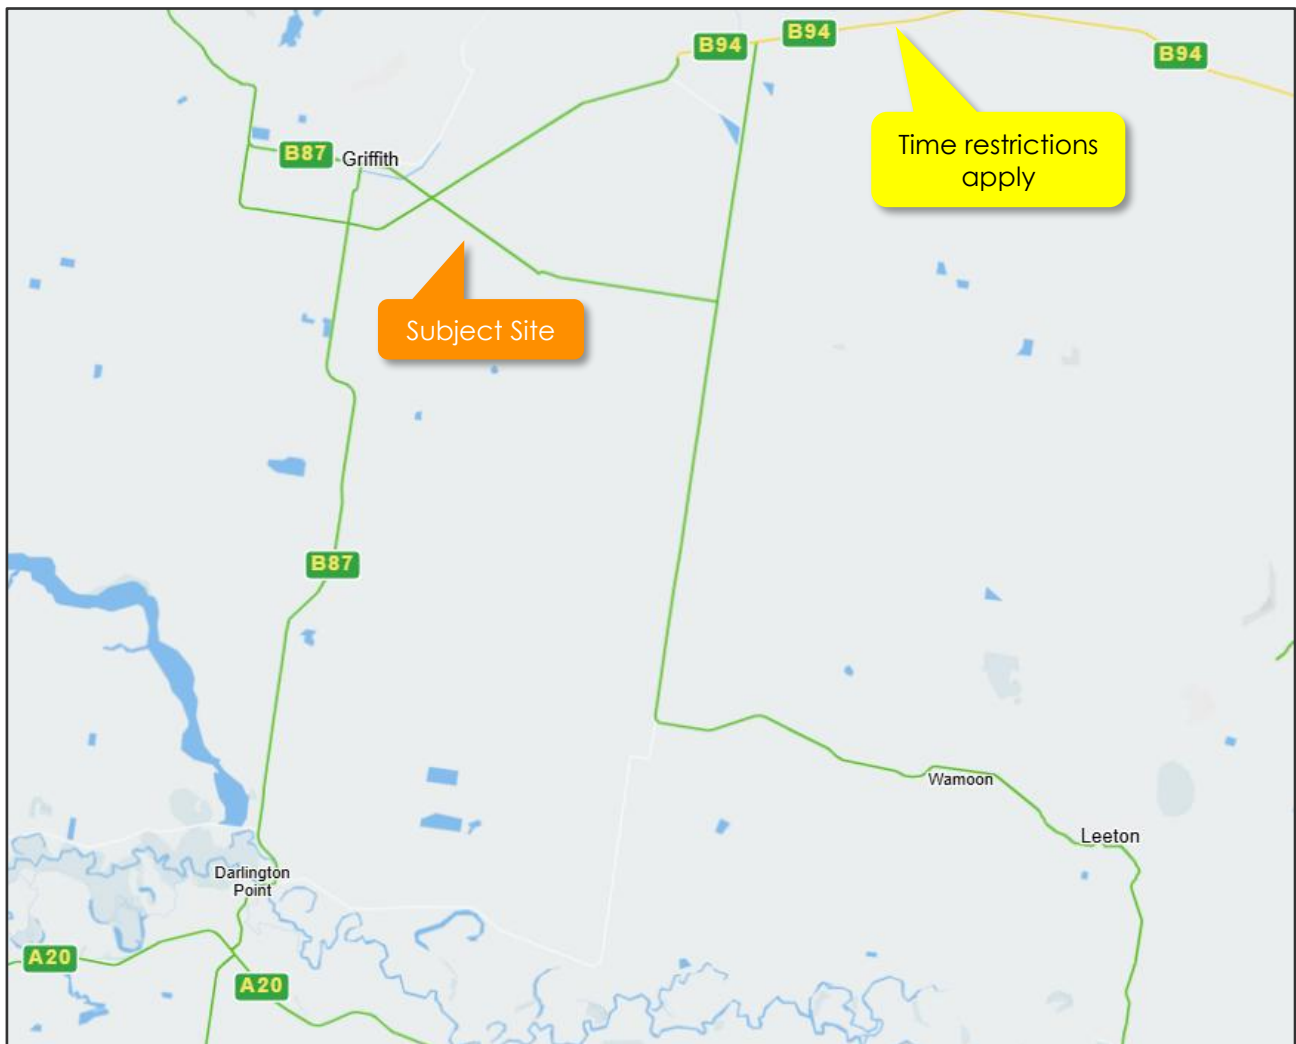 B94
B94
B94
Time restrictions
apply
B87
Griffith
Subject Site
B87
Wamoon
Leeton
Darlington
Point
A20
A20